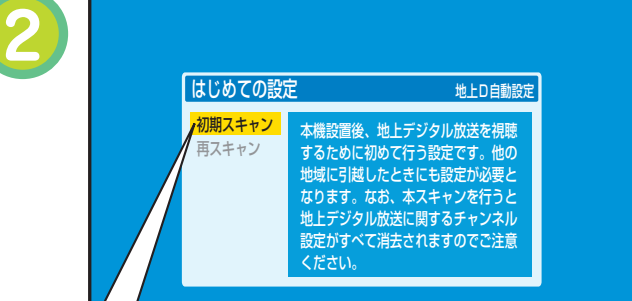 2
はじめての設定 地上D自動設定
初期スキャン
再スキャン
本機設置後、地上デジタル放送を視聴
するために初めて行う設定です。他の
地域に引越したときにも設定が必要と
なります。なお、本スキャンを行うと
地上デジタル放送に関するチャンネル
設定がすべて消去されますのでご注意
ください。